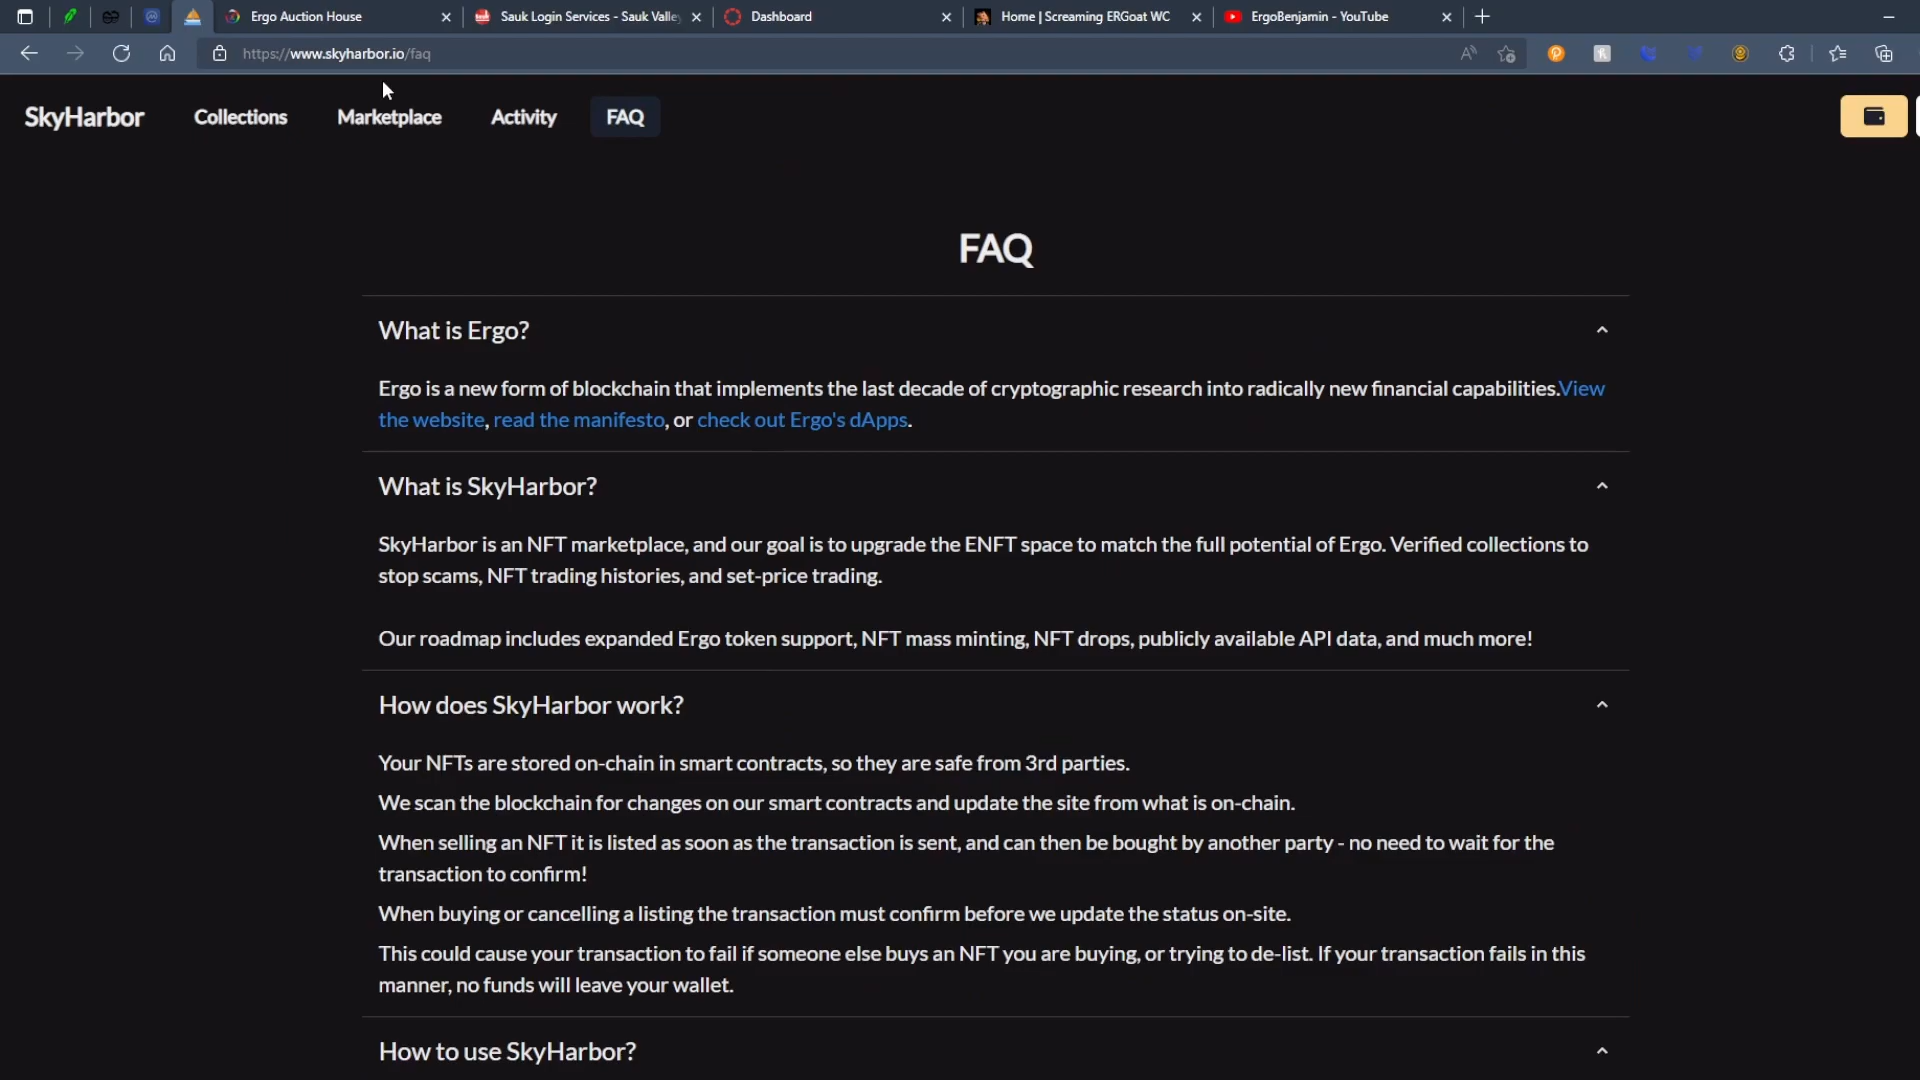 Ergo Auction House
Sauk Login Services - Sauk Valle
Dashboard
Home | Screaming ERGoat WC
ErgoBenjamin - YouTube
https://www.skyharbor.io/faq
SkyHarbor Collections Marketplace Activity FAQ
FAQ
What is Ergo?
Ergo is a new form of blockchain that implements the last decade of cryptographic research into radically new financial capabilities.View
the website, read the manifesto, or check out Ergo's dApps.
What is SkyHarbor?
SkyHarbor is an NFT marketplace, and our goal is to upgrade the ENFT space to match the full potential of Ergo. Verified collections to
stop scams, NFT trading histories, and set-price trading.
Our roadmap includes expanded Ergo token support, NFT mass minting, NFT drops, publicly available API data, and much more!
How does SkyHarbor work?
Your NFTs are stored on-chain in smart contracts, so they are safe from 3rd parties.
We scan the blockchain for changes on our smart contracts and update the site from what is on-chain.
When selling an NFT it is listed as soon as the transaction is sent, and can then be bought by another party - no need to wait for the
transaction to confirm!
When buying or cancelling a listing the transaction must confirm before we update the status on-site.
This could cause your transaction to fail if someone else buys an NFT you are buying, or trying to de-list. If your transaction fails in this
manner, no funds will leave your wallet.
How to use SkyHarbor?